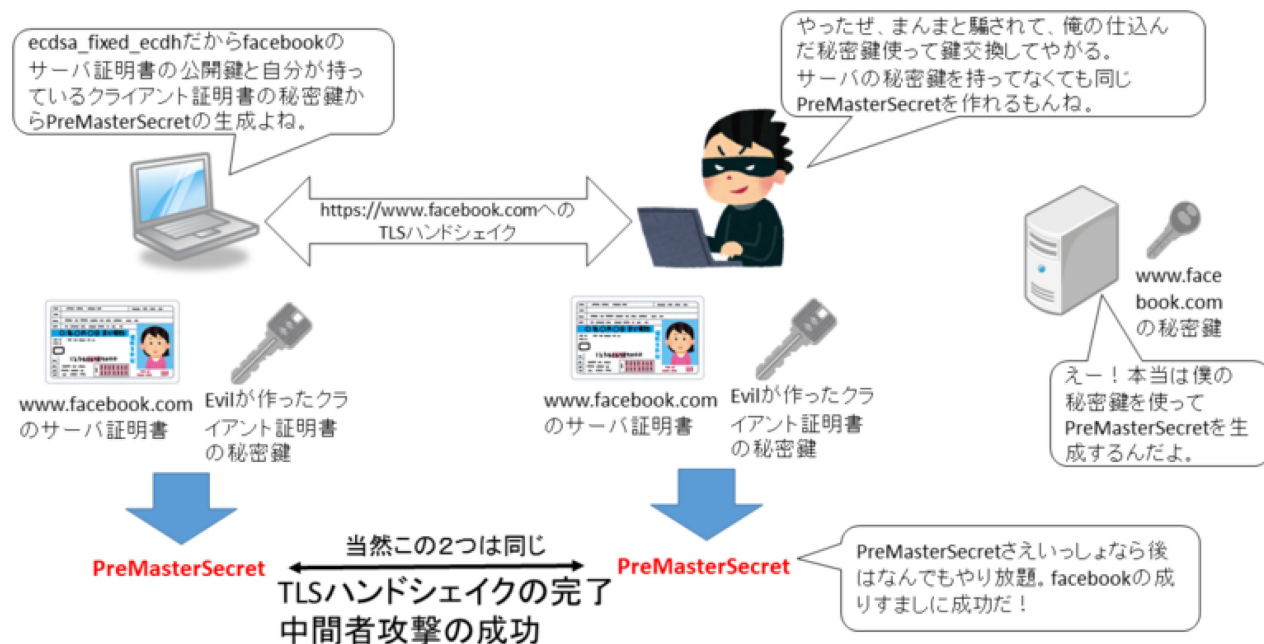 ecdsa_fixed_ecdhだからfacebookの
サーバ証明書の公開鍵と自分が持っ
ているクライアント証明書の秘密鍵か
らPreMasterSecretの生成よね。
やったぜ、まんまと騙されて、俺の仕込ん
だ秘密鍵使って鍵交換してやがる。
サーバの秘密鍵を持ってなくても同じ
PreMasterSecretを作れるもんね。
https://www.facebook.comへの
TLSハンドシェイク
www.face
book.com
の秘密鍵
www.facebook.com
のサーバ証明書
Evilが作ったクラ
イアント証明書
の秘密鍵
www.facebook.com
のサーバ証明書
Evilが作ったクラ
イアント証明書
の秘密鍵
えー！本当は僕の
秘密鍵を使って
PreMasterSecretを生
成するんだよ。
PreMasterSecret
当然この２つは同じ
PreMasterSecret
TLSハンドシェイクの完了
中間者攻撃の成功
PreMasterSecretさえいっしょなら後
はなんでもやり放題。facebookの成
りすましに成功だ！